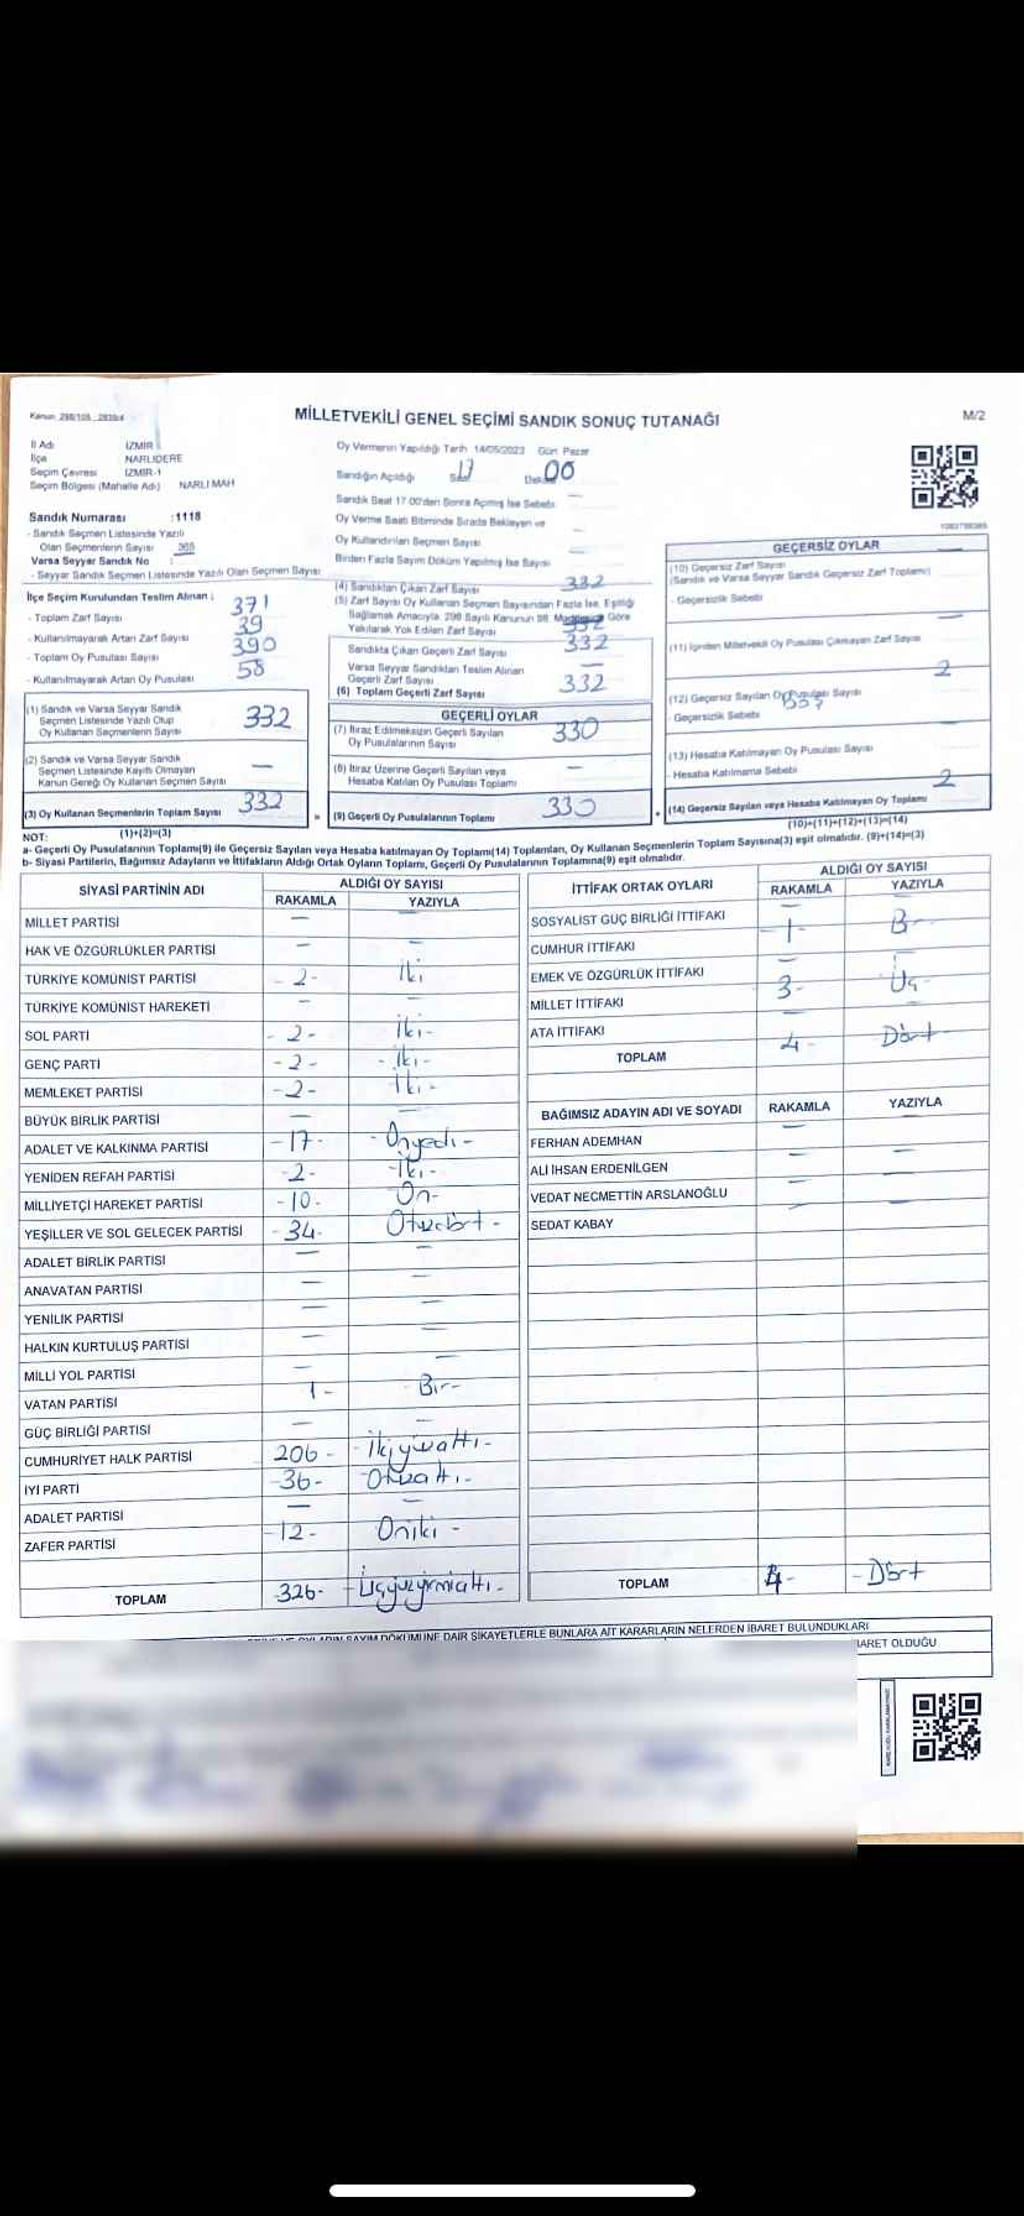 Kanun: 298/105
MİLLETVEKİLİ GENEL SEÇİMİ SANDIK SONUÇ TUTANAĞI
M/2
İl Adı İZMİR
İlçe NARLIDERE
Seçim Çevresi İZMİR-1
Seçim Bölgesi (Mahalle Adı) NARLI MAH
Oy Vermenin Yapıldığı Tarih 14/05/2023 Gün Pazar
Sandığın Açıldığı Saat 17 Dakika 00
Sandık Saat 17.00'den Sonra Açılmış İse Sebebi
Oy Verme Saati Bitiminde Sırada Bekleyen ve
Oy Kullandırılan Seçmen Sayısı
Birden Fazla Sayım Döküm Yapılmış İse Sayısı
Sandık Numarası :1118
- Sandık Seçmen Listesinde Yazılı
Olan Seçmenlerin Sayısı 365
Varsa Seyyar Sandık No :
- Seyyar Sandık Seçmen Listesinde Yazılı Olan Seçmen Sayısı
İlçe Seçim Kurulundan Teslim Alınan :
- Toplam Zarf Sayısı 371
- Kullanılmayarak Artan Zarf Sayısı 39
- Toplam Oy Pusulası Sayısı 390
- Kullanılmayarak Artan Oy Pusulası 58
(1) Sandık ve Varsa Seyyar Sandık
Seçmen Listesinde Yazılı Olup
Oy Kullanan Seçmenlerin Sayısı 332
(2) Sandık ve Varsa Seyyar Sandık
Seçmen Listesinde Kayıtlı Olmayan
Kanun Gereği Oy Kullanan Seçmen Sayısı —
(3) Oy Kullanan Seçmenlerin Toplam Sayısı 332
(1)+(2)=(3)
(4) Sandıktan Çıkan Zarf Sayısı 332
(5) Zarf Sayısı Oy Kullanan Seçmen Sayısından Fazla İse, Eşitliği
Sağlamak Amacıyla, 298 Sayılı Kanunun 98. Maddesine Göre
Yakılarak Yok Edilen Zarf Sayısı 332
Sandıkta Çıkan Geçerli Zarf Sayısı 332
Varsa Seyyar Sandıktan Teslim Alınan
Geçerli Zarf Sayısı —
(6) Toplam Geçerli Zarf Sayısı 332
GEÇERLİ OYLAR
(7) İtiraz Edilmeksizin Geçerli Sayılan
Oy Pusulalarının Sayısı 330
(8) İtiraz Üzerine Geçerli Sayılan veya
Hesaba Katılan Oy Pusulası Toplamı —
(9) Geçerli Oy Pusulalarının Toplamı 330
GEÇERSİZ OYLAR
(10) Geçersiz Zarf Sayısı —
(Sandık ve Varsa Seyyar Sandık Geçersiz Zarf Toplamı)
- Geçersizlik Sebebi
(11) İçinden Milletvekili Oy Pusulası Çıkmayan Zarf Sayısı —
(12) Geçersiz Sayılan Oy Pusulası Sayısı 2
- Geçersizlik Sebebi
(13) Hesaba Katılmayan Oy Pusulası Sayısı
- Hesaba Katılmama Sebebi
(14) Geçersiz Sayılan veya Hesaba Katılmayan Oy Toplamı 2
(10)+(11)+(12)+(13)=(14)
NOT:
a- Geçerli Oy Pusulalarının Toplamı(9) ile Geçersiz Sayılan veya Hesaba katılmayan Oy Toplamı(14) Toplamları, Oy Kullanan Seçmenlerin Toplam Sayısına(3) eşit olmalıdır. (9)+(14)=(3)
b- Siyasi Partilerin, Bağımsız Adayların ve İttifakların Aldığı Ortak Oyların Toplamı, Geçerli Oy Pusulalarının Toplamına(9) eşit olmalıdır.
SİYASİ PARTİNİN ADI ALDIĞI OY SAYISI
RAKAMLA YAZIYLA
MİLLET PARTİSİ —
HAK VE ÖZGÜRLÜKLER PARTİSİ — —
TÜRKİYE KOMÜNİST PARTİSİ - 2 - İki
TÜRKİYE KOMÜNİST HAREKETİ — —
SOL PARTİ - 2 - İki -
GENÇ PARTİ - 2 - - İki -
MEMLEKET PARTİSİ - 2 - İki -
BÜYÜK BİRLİK PARTİSİ — —
ADALET VE KALKINMA PARTİSİ - 17 - - Onyedi -
YENİDEN REFAH PARTİSİ - 2 - - İki -
MİLLİYETÇİ HAREKET PARTİSİ - 10 - On -
YEŞİLLER VE SOL GELECEK PARTİSİ - 34 - Otuzdört -
ADALET BİRLİK PARTİSİ — —
ANAVATAN PARTİSİ — —
YENİLİK PARTİSİ — —
HALKIN KURTULUŞ PARTİSİ — —
MİLLİ YOL PARTİSİ — —
VATAN PARTİSİ 1 - - Bir -
GÜÇ BİRLİĞİ PARTİSİ — —
CUMHURİYET HALK PARTİSİ 206 - - İkiyüzaltı -
İYİ PARTİ - 36 - - Otuzaltı -
ADALET PARTİSİ — —
ZAFER PARTİSİ - 12 - Oniki -
TOPLAM 326 - - Üçyüzyirmialtı -
İTTİFAK ORTAK OYLARI ALDIĞI OY SAYISI
RAKAMLA YAZIYLA
SOSYALİST GÜÇ BİRLİĞİ İTTİFAKI —
CUMHUR İTTİFAKI - 1 - Bir
EMEK VE ÖZGÜRLÜK İTTİFAKI — —
MİLLET İTTİFAKI 3 - Üç -
ATA İTTİFAKI — —
TOPLAM 4 - Dört
BAĞIMSIZ ADAYIN ADI VE SOYADI RAKAMLA YAZIYLA
FERHAN ADEMHAN —
ALİ İHSAN ERDENİLGEN — —
VEDAT NECMETTİN ARSLANOĞLU — —
SEDAT KABAY — —
TOPLAM 4 - - Dört
SAYIM DÖKÜMÜNE DAİR ŞİKAYETLERLE BUNLARA AİT KARARLARIN NELERDEN İBARET BULUNDUKLARI
İBARET OLDUĞU